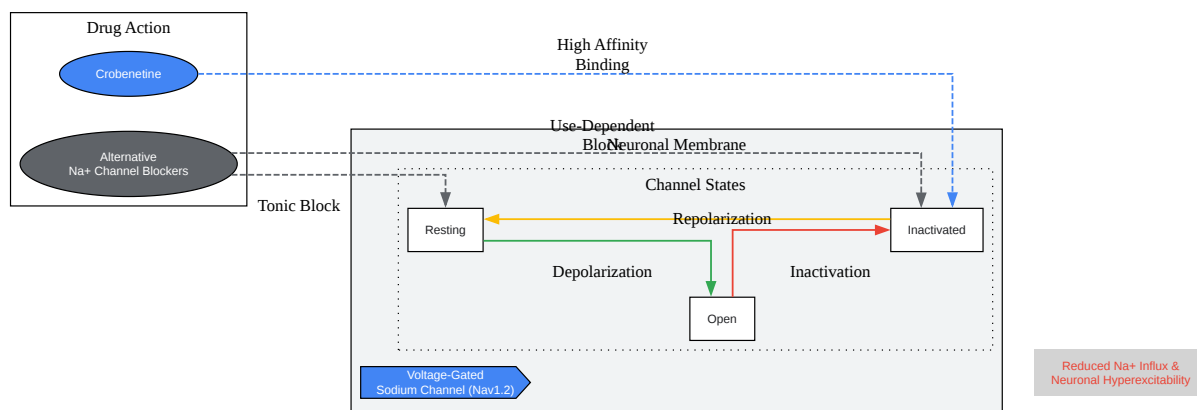 Drug Action
Crobenetine
High Affinity
Binding
Alternative
Na+ Channel Blockers
Use-Dependent
Block
Neuronal Membrane
Tonic Block
Channel States
Resting
Repolarization
Inactivated
Depolarization
Inactivation
Open
Voltage-Gated
Sodium Channel (Nav1.2)
Reduced Na+ Influx &
Neuronal Hyperexcitability